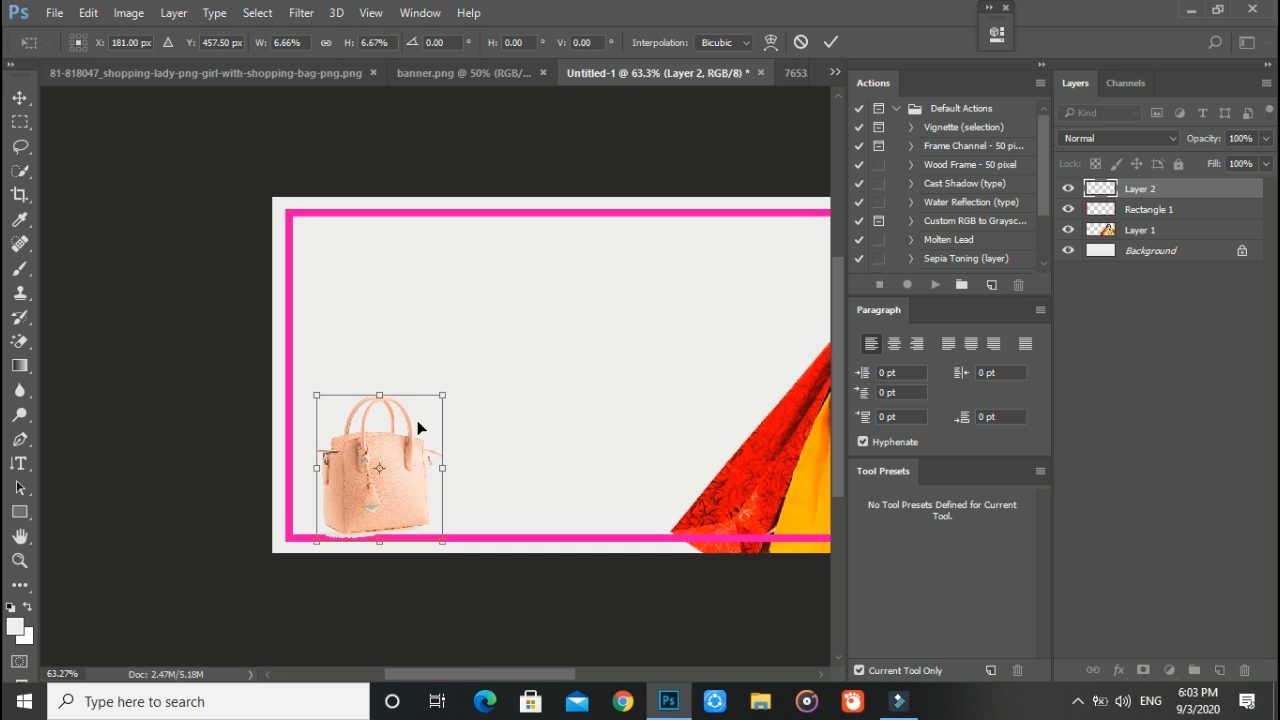 Ps File Edit Image Layer Type Select Filter 3D View Window Help
X: 181.00 px Y: 457.50 px W: 6.66% H: 6.67% 0.00 ° H: 0.00 ° V: 0.00 ° Interpolation: Bicubic
81-818047_shopping-lady-png-girl-with-shopping-bag-png.png × banner.png @ 50% (RGB/... × Untitled-1 @ 63.3% (Layer 2, RGB/8) * × 7653
Actions
Default Actions
Vignette (selection)
Frame Channel - 50 pi...
Wood Frame - 50 pixel
Cast Shadow (type)
Water Reflection (type)
Custom RGB to Graysc...
Molten Lead
Sepia Toning (layer)
Paragraph
0 pt 0 pt
0 pt
0 pt 0 pt
Hyphenate
Tool Presets
No Tool Presets Defined for Current
Tool.
Current Tool Only
Layers Channels
Kind
Normal Opacity: 100%
Lock: Fill: 100%
Layer 2
Rectangle 1
Layer 1
Background
63.27% Doc: 2.47M/5.18M
Type here to search
Ps
ENG
6:03 PM
9/3/2020